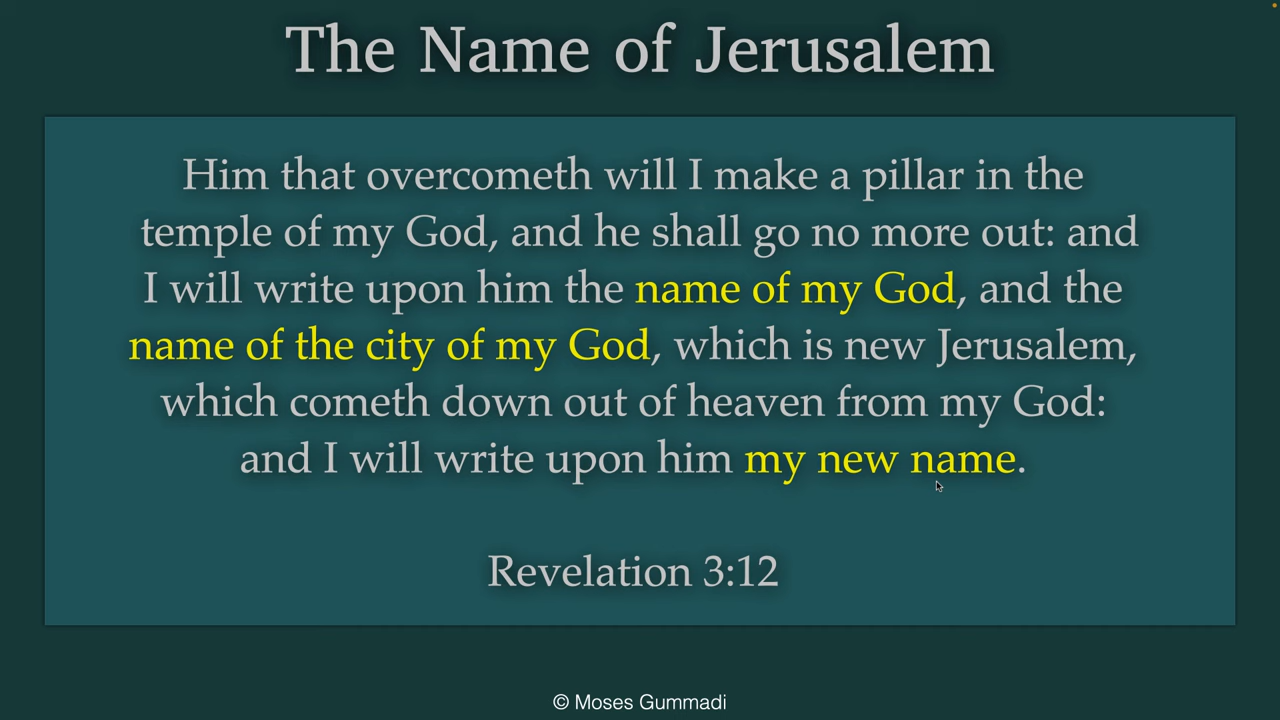 The Name of Jerusalem
Him that overcometh will I make a pillar in the
temple of my God, and he shall go no more out: and
I will write upon him the name of my God, and the
name of the city of my God, which is new Jerusalem,
which cometh down out of heaven from my God:
and I will write upon him my new name.
Revelation 3:12
© Moses Gummadi